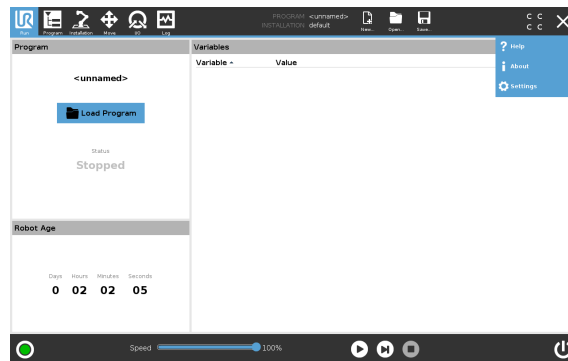 UR
PROGRAM <unnamed>
INSTALLATION default
C C
C C
Run Program Installation Move I/O Log New... Open... Save...
Program
<unnamed>
Load Program
Status
Stopped
Robot Age
Days Hours Minutes Seconds
0 02 02 05
Variables
Variable Value
? Help
i About
Settings
Speed 100%